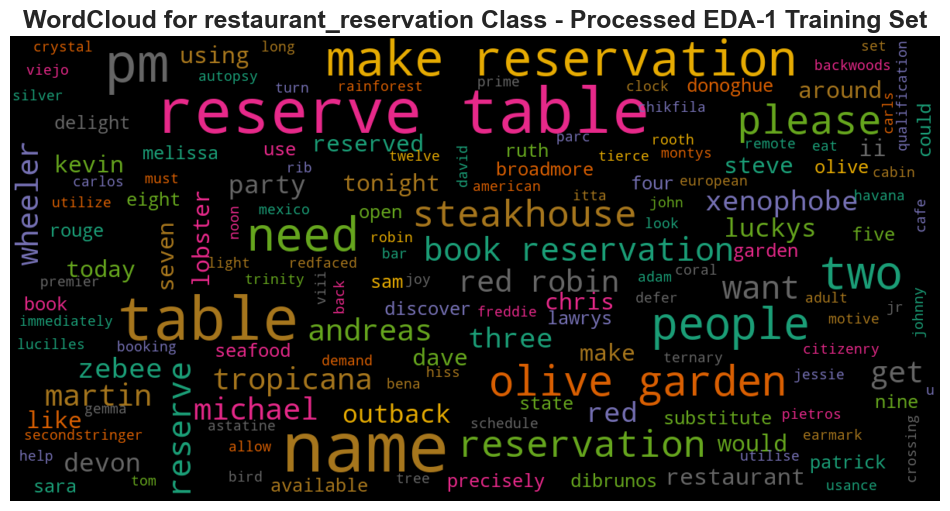 WordCloud for restaurant_reservation Class - Processed EDA-1 Training Set
crystal
pm
using
long
make reservation
set
qualification
viejo
autopsy
backwoods
silver
turn
rainforest
prime
clock
donoghue
around
carls
could
reserve table
chikfila
please
delight
reserved
parc
rooth
ii
wheeler
kevin
melissa
use
twelve
david
ruth
tierce
montys
remote
eat
olive
cabin
carlos
must
rib
broadmore
steve
party
tonight
american
four
european
xenophobe
havana
utilize
eight
lobster
noon
mexico
open
steakhouse
itta
john
look
luckys
cafe
rouge
seven
need
robin
bar
book reservation
garden
five
today
light
redfaced
premier
trinity
viii
back
sam
joy
red robin
adam
coral
want
two
book
discover
freddie
chris
defer
adult
jr
johnny
immediately
table
andreas
lawrys
people
motive
lucilles
booking
three
citizenry
zebee
seafood
demand
dave
make
ternary
reserve
tropicana
bena
hiss
olive garden
jessie
get
u
martin
gemma
michael
outback
state
red
substitute
pietros
nine
like
astatine
schedule
earmark
crossing
secondstringer
allow
name
reservation
would
utilise
help
devon
bird
tree
restaurant
patrick
sara
tom
available
precisely
dibrunos
usance